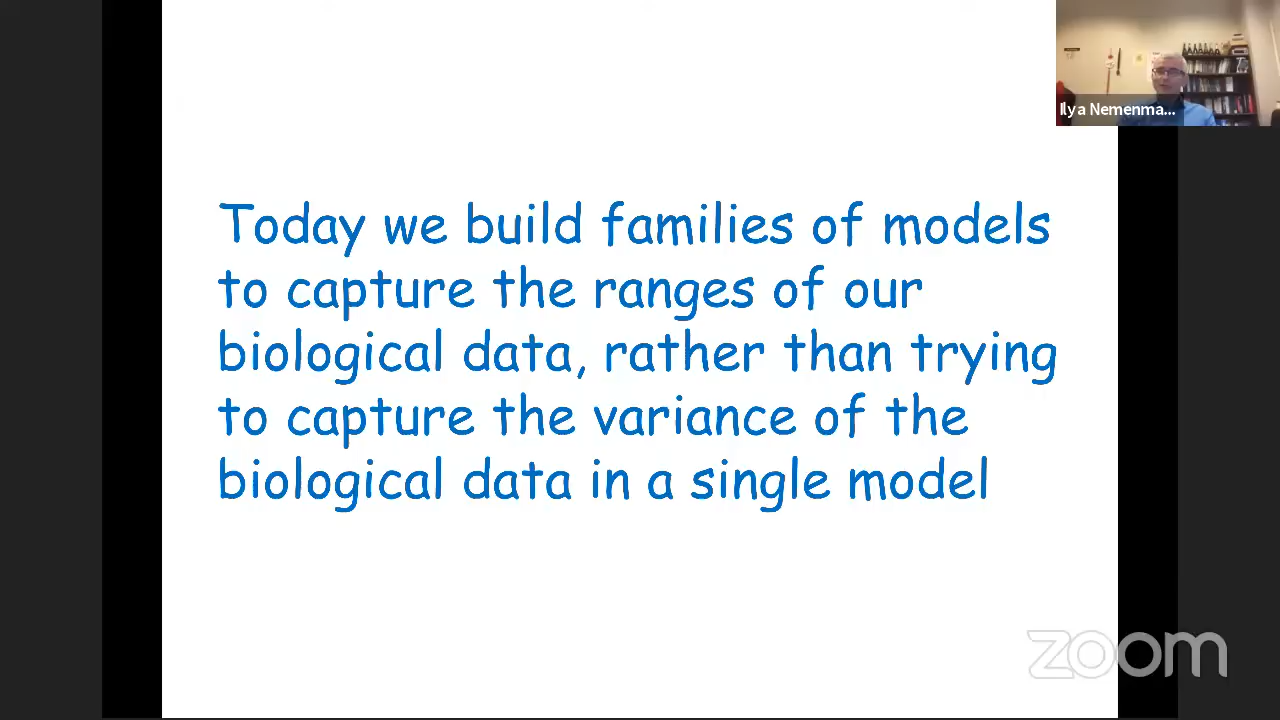 Ilya Nemenma...
Today we build families of models
to capture the ranges of our
biological data, rather than trying
to capture the variance of the
biological data in a single model
zoom